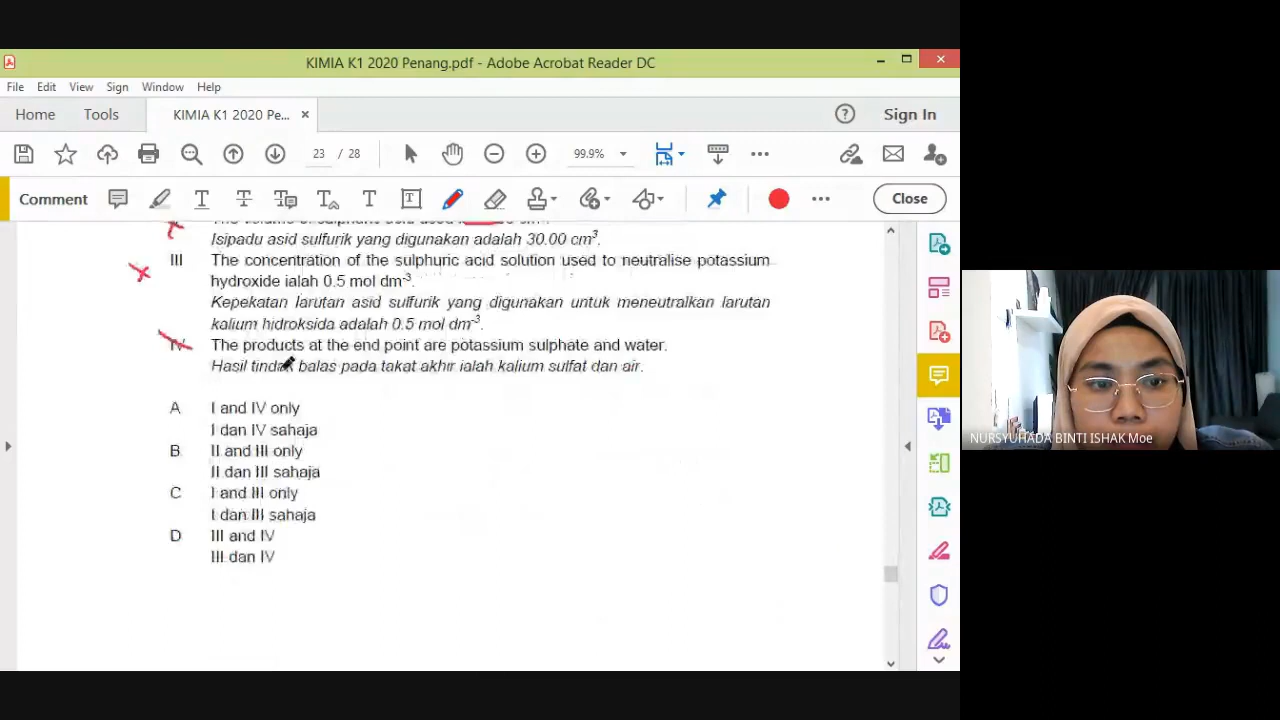 KIMIA K1 2020 Penang.pdf - Adobe Acrobat Reader DC
File Edit View Sign Window Help
Home Tools KIMIA K1 2020 Pe... × Sign In
23 / 28 99.9%
Comment Close
Isipadu asid sulfurik yang digunakan adalah 30.00 cm³.
III The concentration of the sulphuric acid solution used to neutralise potassium
hydroxide ialah 0.5 mol dm⁻³.
Kepekatan larutan asid sulfurik yang digunakan untuk meneutralkan larutan
kalium hidroksida adalah 0.5 mol dm⁻³.
IV The products at the end point are potassium sulphate and water.
Hasil tindak balas pada takat akhir ialah kalium sulfat dan air.
A I and IV only
I dan IV sahaja
B II and III only
II dan III sahaja
C I and III only
I dan III sahaja
D III and IV
III dan IV
NURSYUHADA BINTI ISHAK Moe